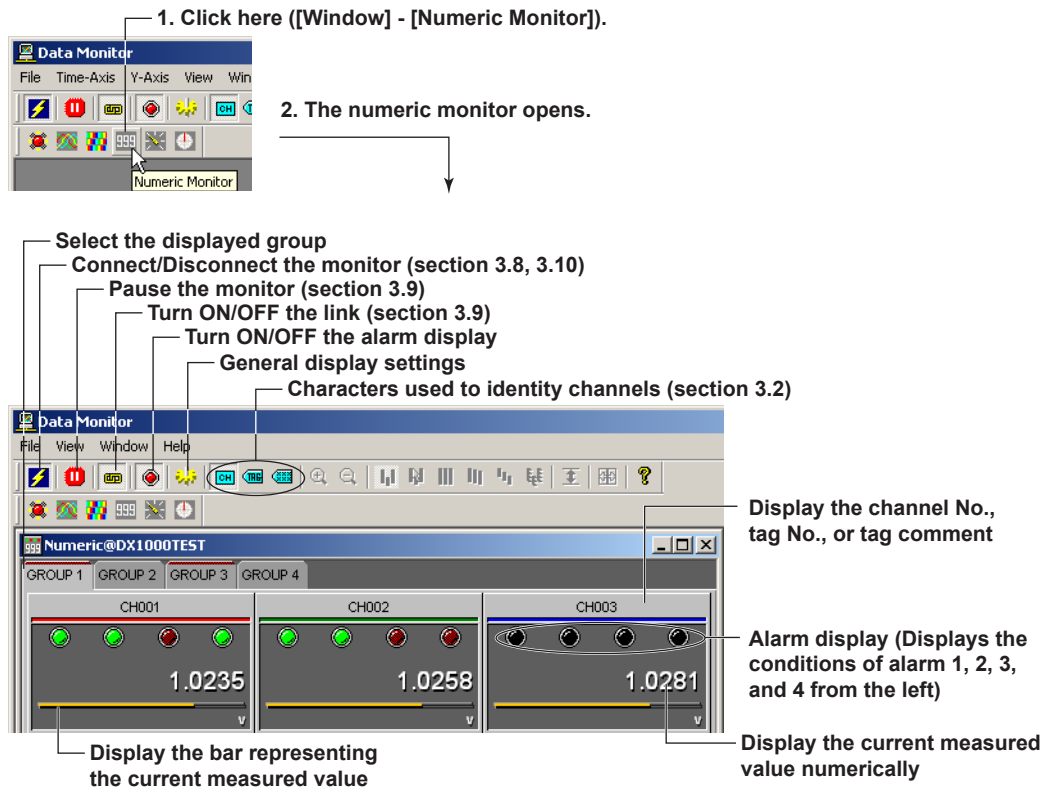 1. Click here ([Window] - [Numeric Monitor]).
Data Monitor
File Time-Axis Y-Axis View Win
CH
999
Numeric Monitor
2. The numeric monitor opens.
Select the displayed group
Connect/Disconnect the monitor (section 3.8, 3.10)
Pause the monitor (section 3.9)
Turn ON/OFF the link (section 3.9)
Turn ON/OFF the alarm display
General display settings
Characters used to identity channels (section 3.2)
Data Monitor
File View Window Help
CH TAG
?
999
Numeric@DX1000TEST
GROUP 1 GROUP 2 GROUP 3 GROUP 4
CH001 CH002 CH003
1.0235 1.0258 1.0281
V V V
Display the channel No.,
tag No., or tag comment
Alarm display (Displays the
conditions of alarm 1, 2, 3,
and 4 from the left)
Display the bar representing
the current measured value
Display the current measured
value numerically